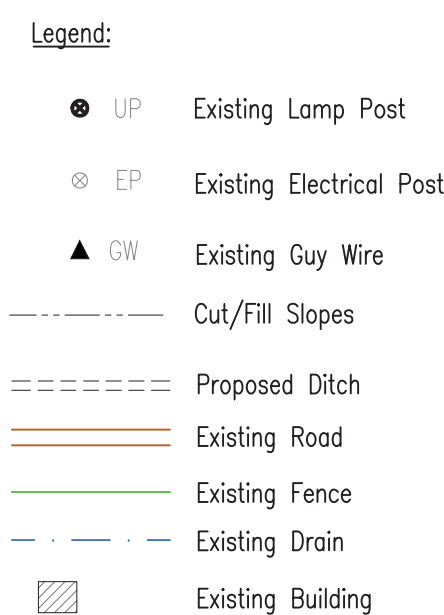 Legend:
UP Existing Lamp Post
EP Existing Electrical Post
GW Existing Guy Wire
Cut/Fill Slopes
Proposed Ditch
Existing Road
Existing Fence
Existing Drain
Existing Building